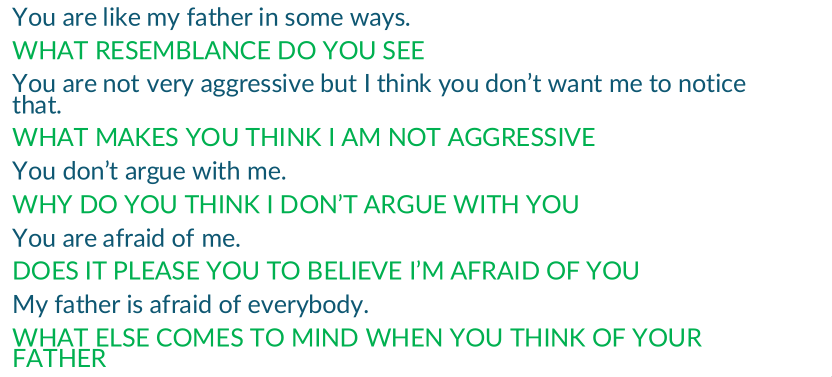 You are like my father in some ways.
WHAT RESEMBLANCE DO YOU SEE
You are not very aggressive but I think you don’t want me to notice
that.
WHAT MAKES YOU THINK I AM NOT AGGRESSIVE
You don’t argue with me.
WHY DO YOU THINK I DON’T ARGUE WITH YOU
You are afraid of me.
DOES IT PLEASE YOU TO BELIEVE I’M AFRAID OF YOU
My father is afraid of everybody.
WHAT ELSE COMES TO MIND WHEN YOU THINK OF YOUR
FATHER